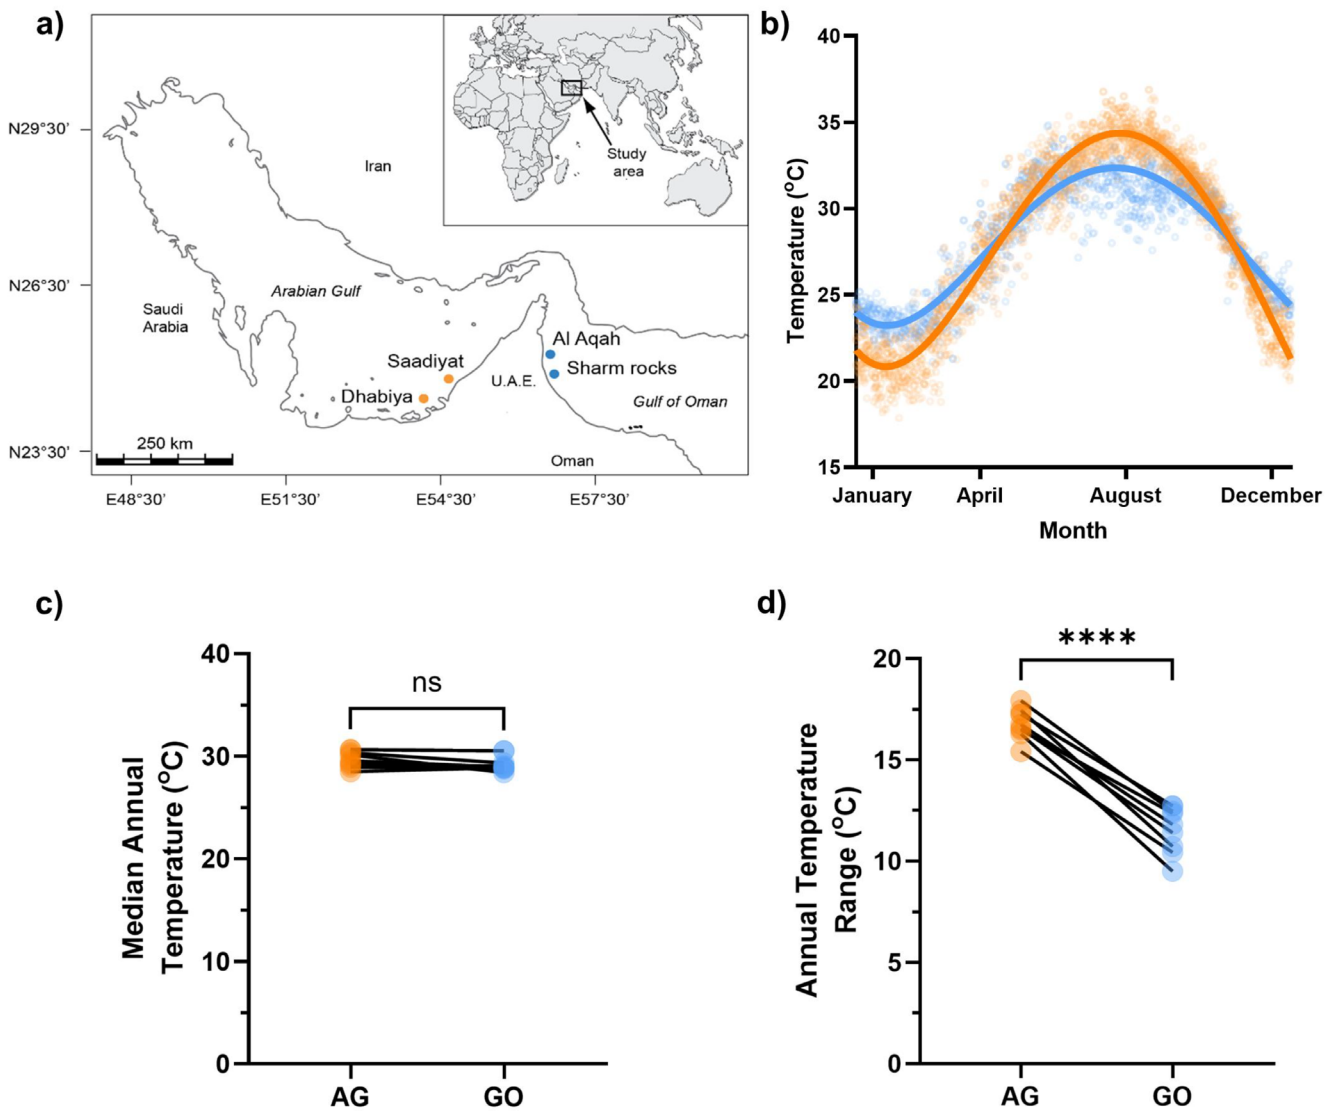 a)
N29°30'
N26°30'
N23°30'
Iran
Study
area
Saudi
Arabia
Arabian Gulf
Al Aqah
Saadiyat
Sharm rocks
U.A.E.
Dhabiya
Gulf of Oman
250 km
Oman
E48°30'
E51°30'
E54°30'
E57°30'
b)
Temperature (°C)
40
35
30
25
20
15
January
April
August
December
Month
c)
Median Annual
Temperature (°C)
40
30
20
10
0
ns
AG
GO
d)
Annual Temperature
Range (°C)
20
15
10
5
0
****
AG
GO